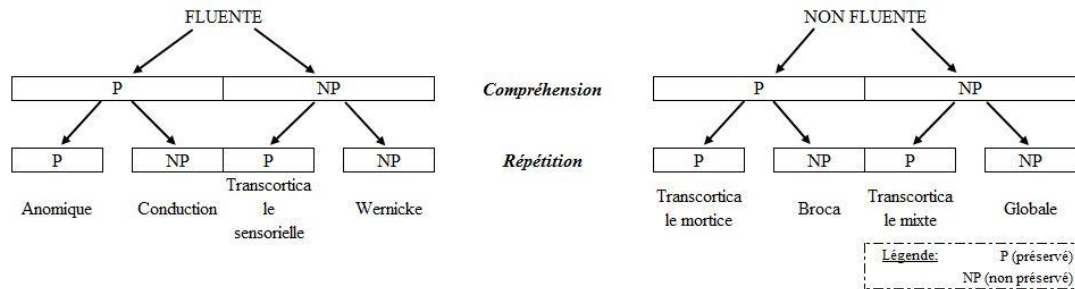 FLUENTE
NON FLUENTE
P
NP
Compréhension
P
NP
P
NP
P
NP
Répétition
P
NP
P
NP
Anomique
Conduction
Transcortica
le
sensorielle
Wernicke
Transcortica
le mortice
Broca
Transcortica
le mixte
Globale
Légende: P (préservé)
NP (non préservé)